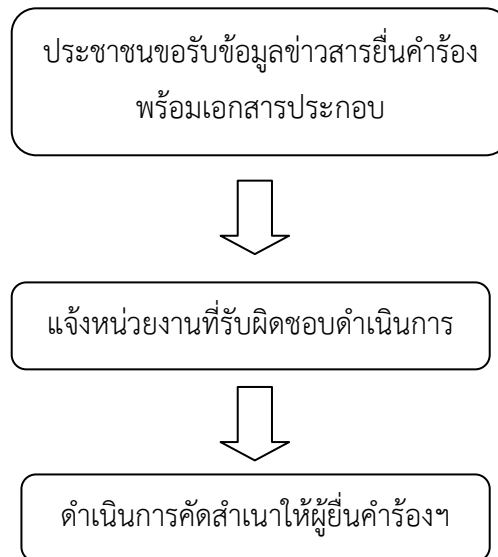 ประชาชนขอรับข้อมูลข่าวสารยื่นคำร้อง
พร้อมเอกสารประกอบ
แจ้งหน่วยงานที่รับผิดชอบดำเนินการ
ดำเนินการคัดสำเนาให้ผู้ยื่นคำร้องฯ